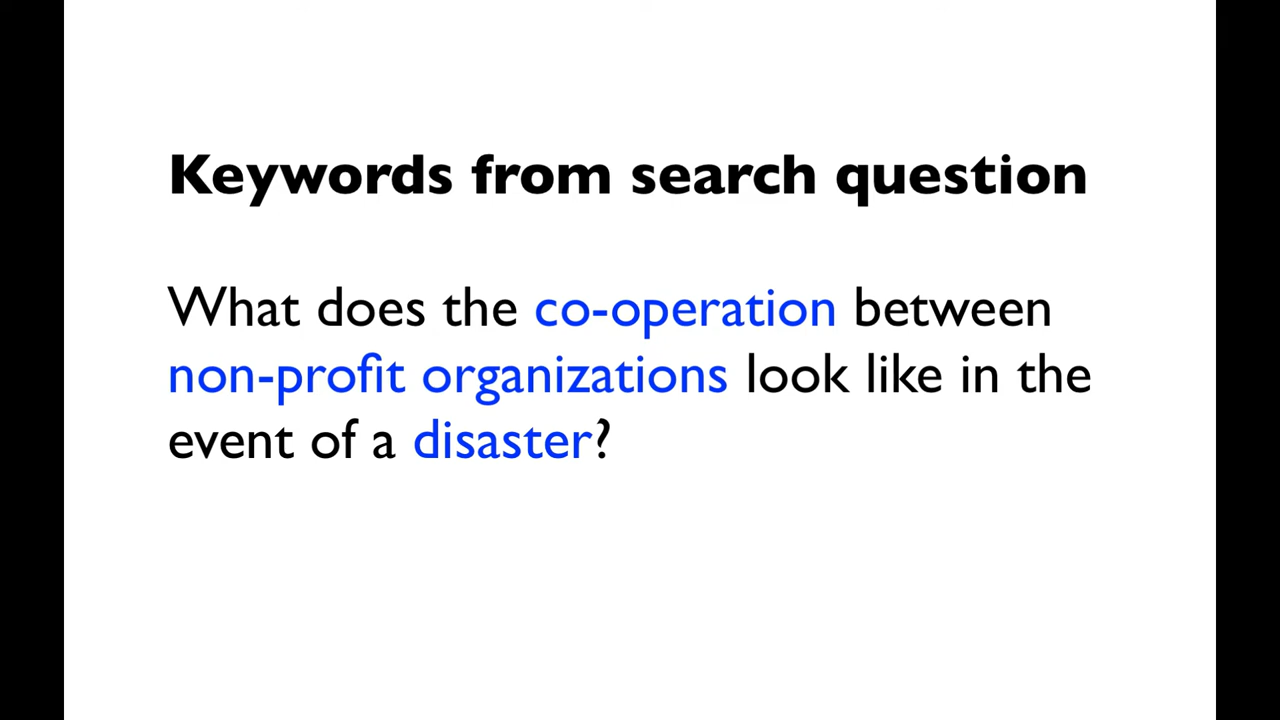 Keywords from search question
What does the co-operation between
non-profit organizations look like in the
event of a disaster?